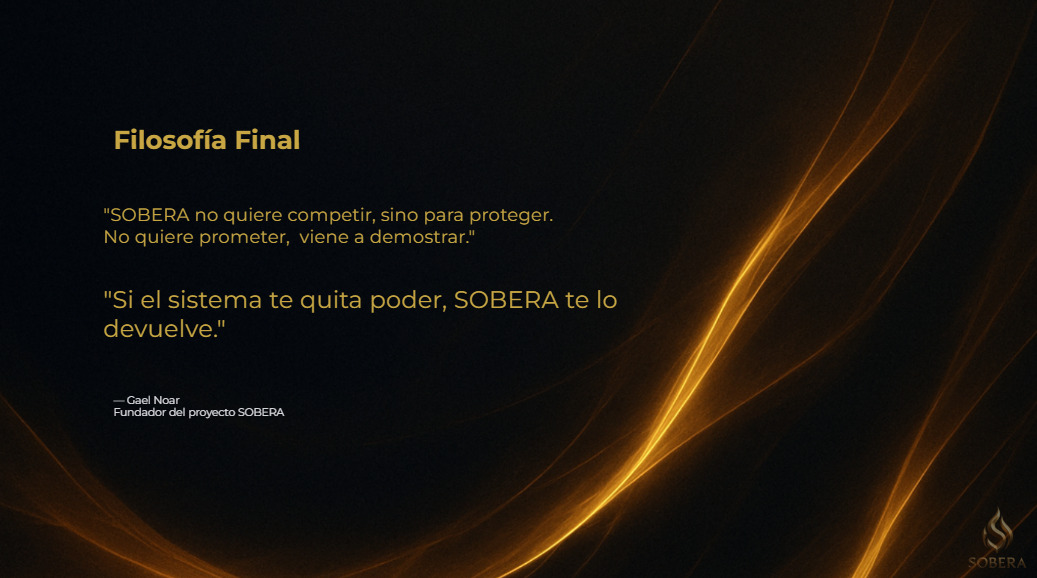 Filosofía Final
"SOBERA no quiere competir, sino para proteger.
No quiere prometer,  viene a demostrar."
"Si el sistema te quita poder, SOBERA te lo
devuelve."
— Gael Noar
Fundador del proyecto SOBERA
SOBERA